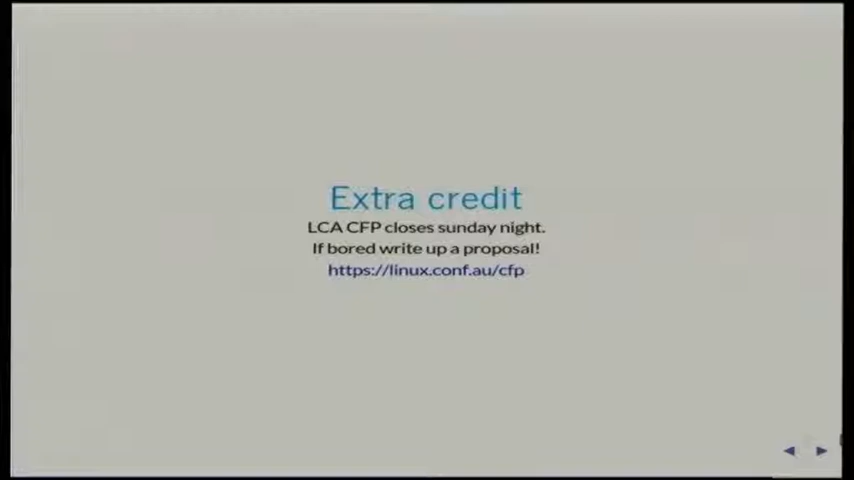 Extra credit
LCA CFP closes sunday night.
If bored write up a proposal!
https://linux.conf.au/cfp